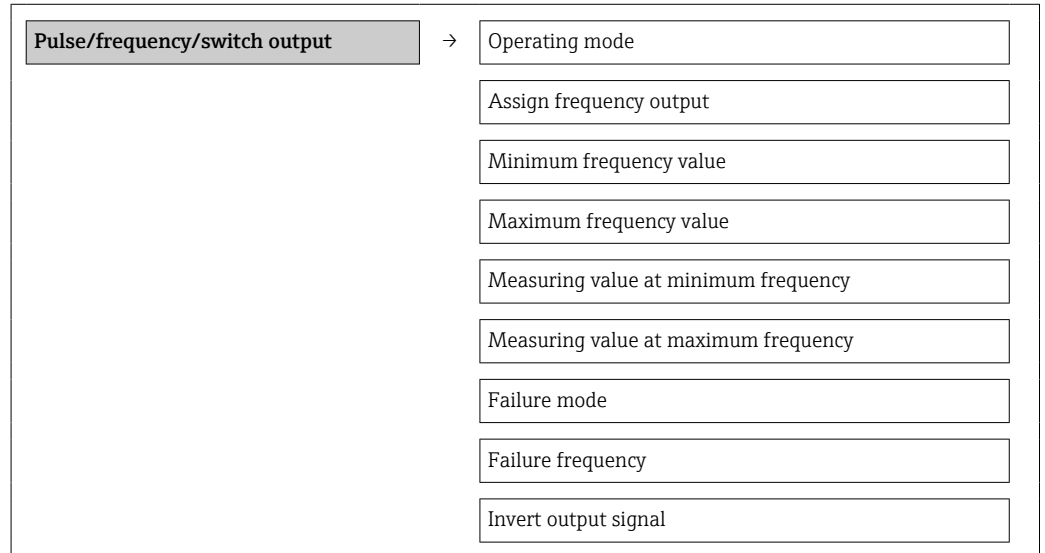 Pulse/frequency/switch output → Operating mode
Assign frequency output
Minimum frequency value
Maximum frequency value
Measuring value at minimum frequency
Measuring value at maximum frequency
Failure mode
Failure frequency
Invert output signal